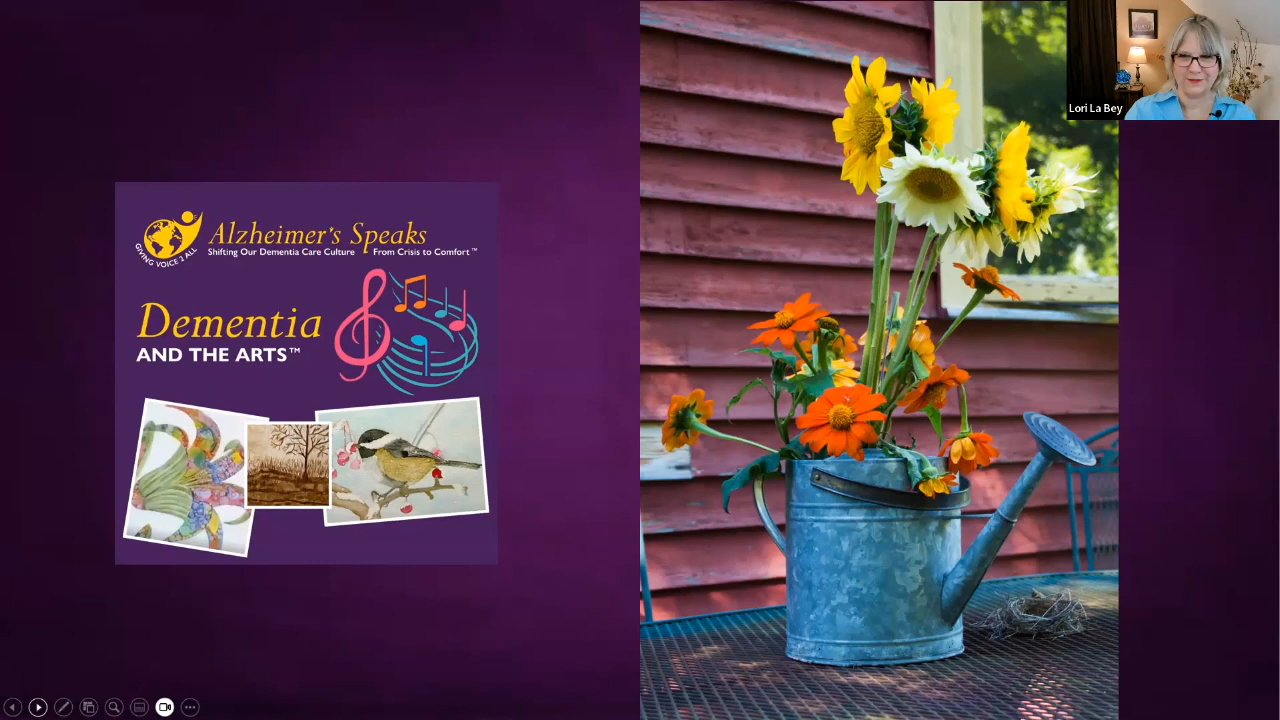 GIVING VOICE 2 ALL
Alzheimer's Speaks
Shifting Our Dementia Care Culture From Crisis to Comfort™
Dementia
AND THE ARTS™
Lori La Bey